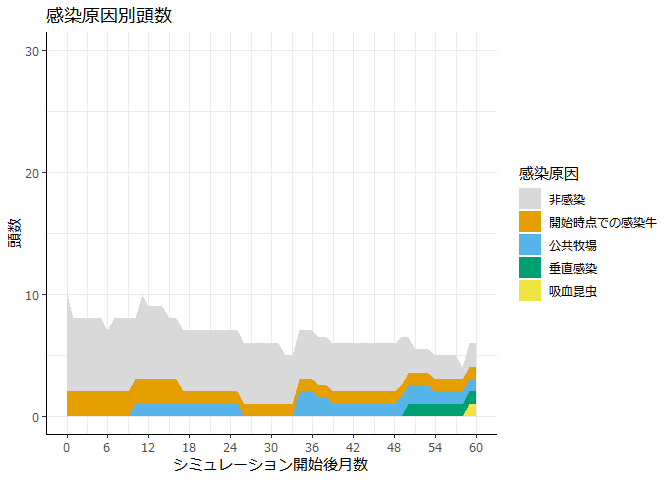 感染原因別頭数
30
20
10
0
頭数
0 6 12 18 24 30 36 42 48 54 60
シミュレーション開始後月数
感染原因
非感染
開始時点での感染牛
公共牧場
垂直感染
吸血昆虫